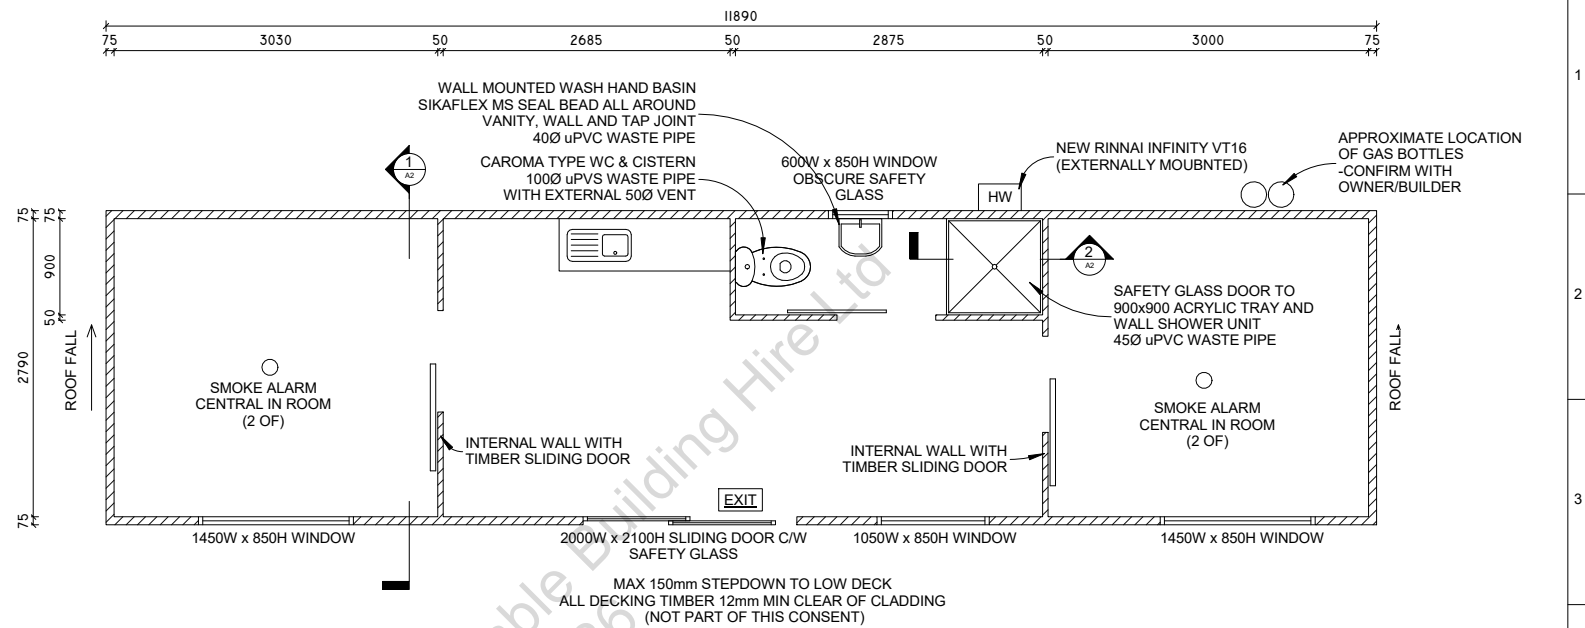 11890
75 3030 50 2685 50 2875 50 3000 75
1
WALL MOUNTED WASH HAND BASIN
SIKAFLEX MS SEAL BEAD ALL AROUND
VANITY, WALL AND TAP JOINT
40Ø uPVC WASTE PIPE
CAROMA TYPE WC & CISTERN
100Ø uPVS WASTE PIPE
WITH EXTERNAL 50Ø VENT
600W x 850H WINDOW
OBSCURE SAFETY
GLASS
NEW RINNAI INFINITY VT16
(EXTERNALLY MOUBNTED)
HW
APPROXIMATE LOCATION
OF GAS BOTTLES
-CONFIRM WITH
OWNER/BUILDER
1
A2
75 75
900
50
2790
75
ROOF FALL
2
A2
2
SAFETY GLASS DOOR TO
900x900 ACRYLIC TRAY AND
WALL SHOWER UNIT
45Ø uPVC WASTE PIPE
ROOF FALL
SMOKE ALARM
CENTRAL IN ROOM
(2 OF)
SMOKE ALARM
CENTRAL IN ROOM
(2 OF)
INTERNAL WALL WITH
TIMBER SLIDING DOOR
INTERNAL WALL WITH
TIMBER SLIDING DOOR
EXIT
3
1450W x 850H WINDOW
2000W x 2100H SLIDING DOOR C/W
SAFETY GLASS
1050W x 850H WINDOW
1450W x 850H WINDOW
MAX 150mm STEPDOWN TO LOW DECK
ALL DECKING TIMBER 12mm MIN CLEAR OF CLADDING
(NOT PART OF THIS CONSENT)
Building Hire Ltd